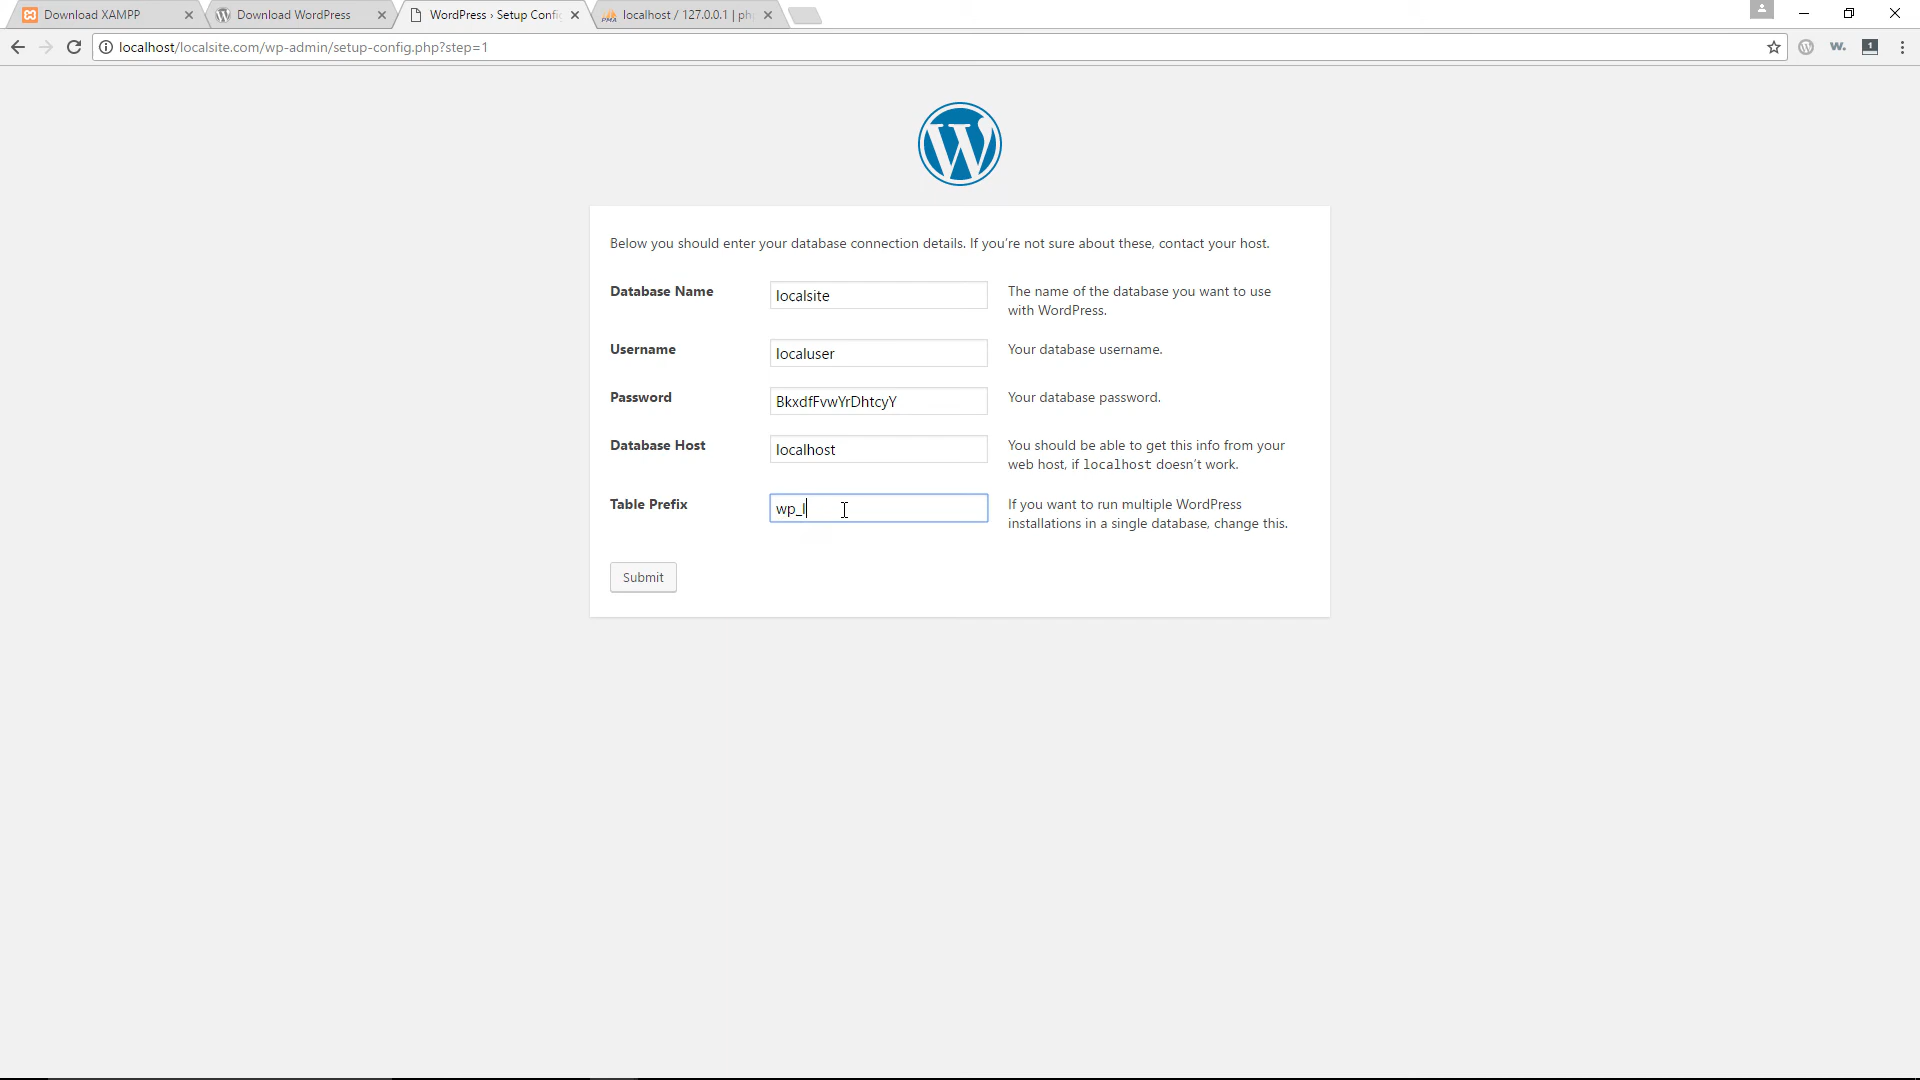 Download XAMPP
Download WordPress
WordPress › Setup Confi
localhost / 127.0.0.1 | ph
localhost/localsite.com/wp-admin/setup-config.php?step=1
W.
1
Below you should enter your database connection details. If you're not sure about these, contact your host.
Database Name
localsite
The name of the database you want to use
with WordPress.
Username
localuser
Your database username.
Password
BkxdfFvwYrDhtcyY
Your database password.
Database Host
localhost
You should be able to get this info from your
web host, if localhost doesn't work.
Table Prefix
wp_l
If you want to run multiple WordPress
installations in a single database, change this.
Submit